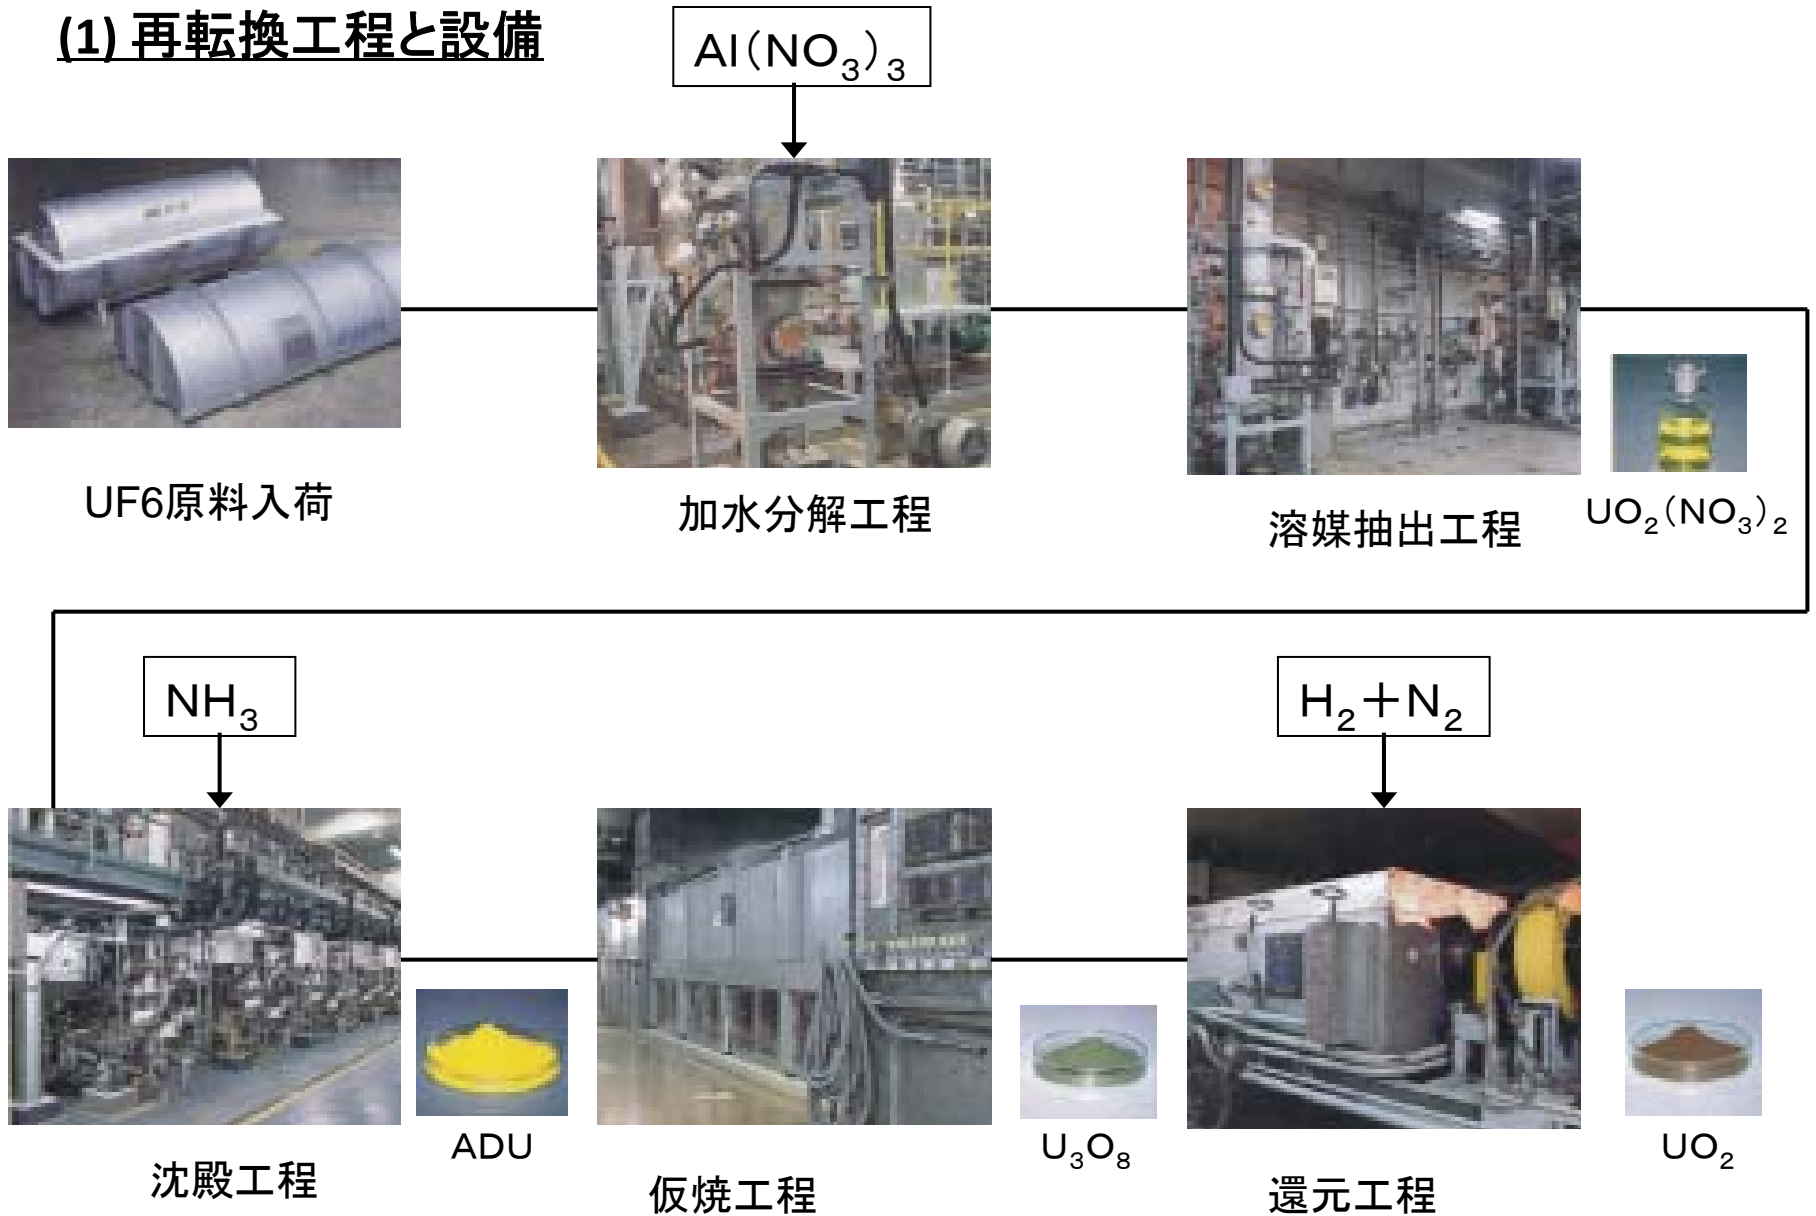 (1) 再転換工程と設備
Al(NO₃)₃
UF6原料入荷
加水分解工程
溶媒抽出工程
UO₂(NO₃)₂
NH₃
H₂＋N₂
ADU
U₃O₈
UO₂
沈殿工程
仮焼工程
還元工程